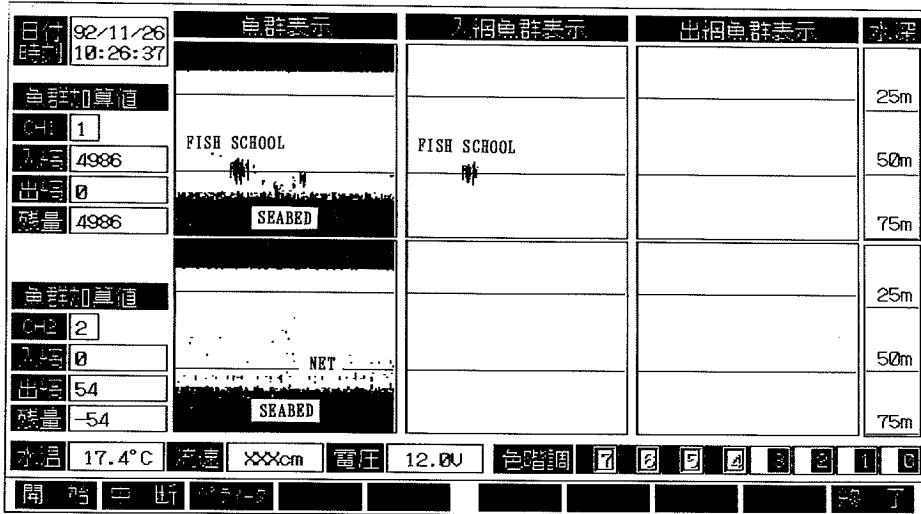 日付 92/11/26
時刻 10:26:37
魚群表示
入網魚群表示
出網魚群表示
水深
魚群加算値
CH1 1
入号 4986
出号 0
残量 4986
FISH SCHOOL
SEABED
FISH SCHOOL
25m
50m
75m
魚群加算値
CH2 2
入号 0
出号 54
残量 -54
NET
SEABED
25m
50m
75m
水温 17.4°C 流速 XXXcm 電圧 12.0V 色階調 7 6 5 4 3 2 1 0
開始 中断 終了